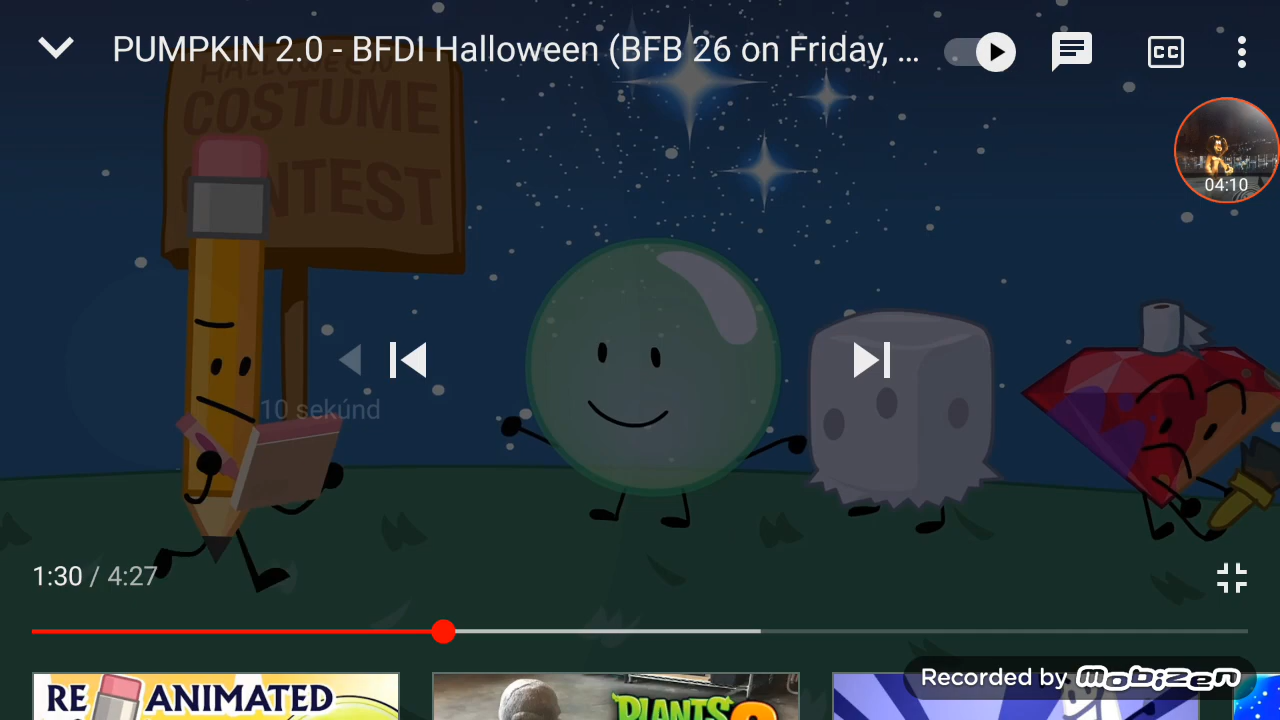 PUMPKIN 2.0 - BFDI Halloween (BFB 26 on Friday, ...
HALLOWEEN
COSTUME
NTEST
04:10
10 sekúnd
1:30 / 4:27
Recorded by mobizen
RE ANIMATED
PLANTS